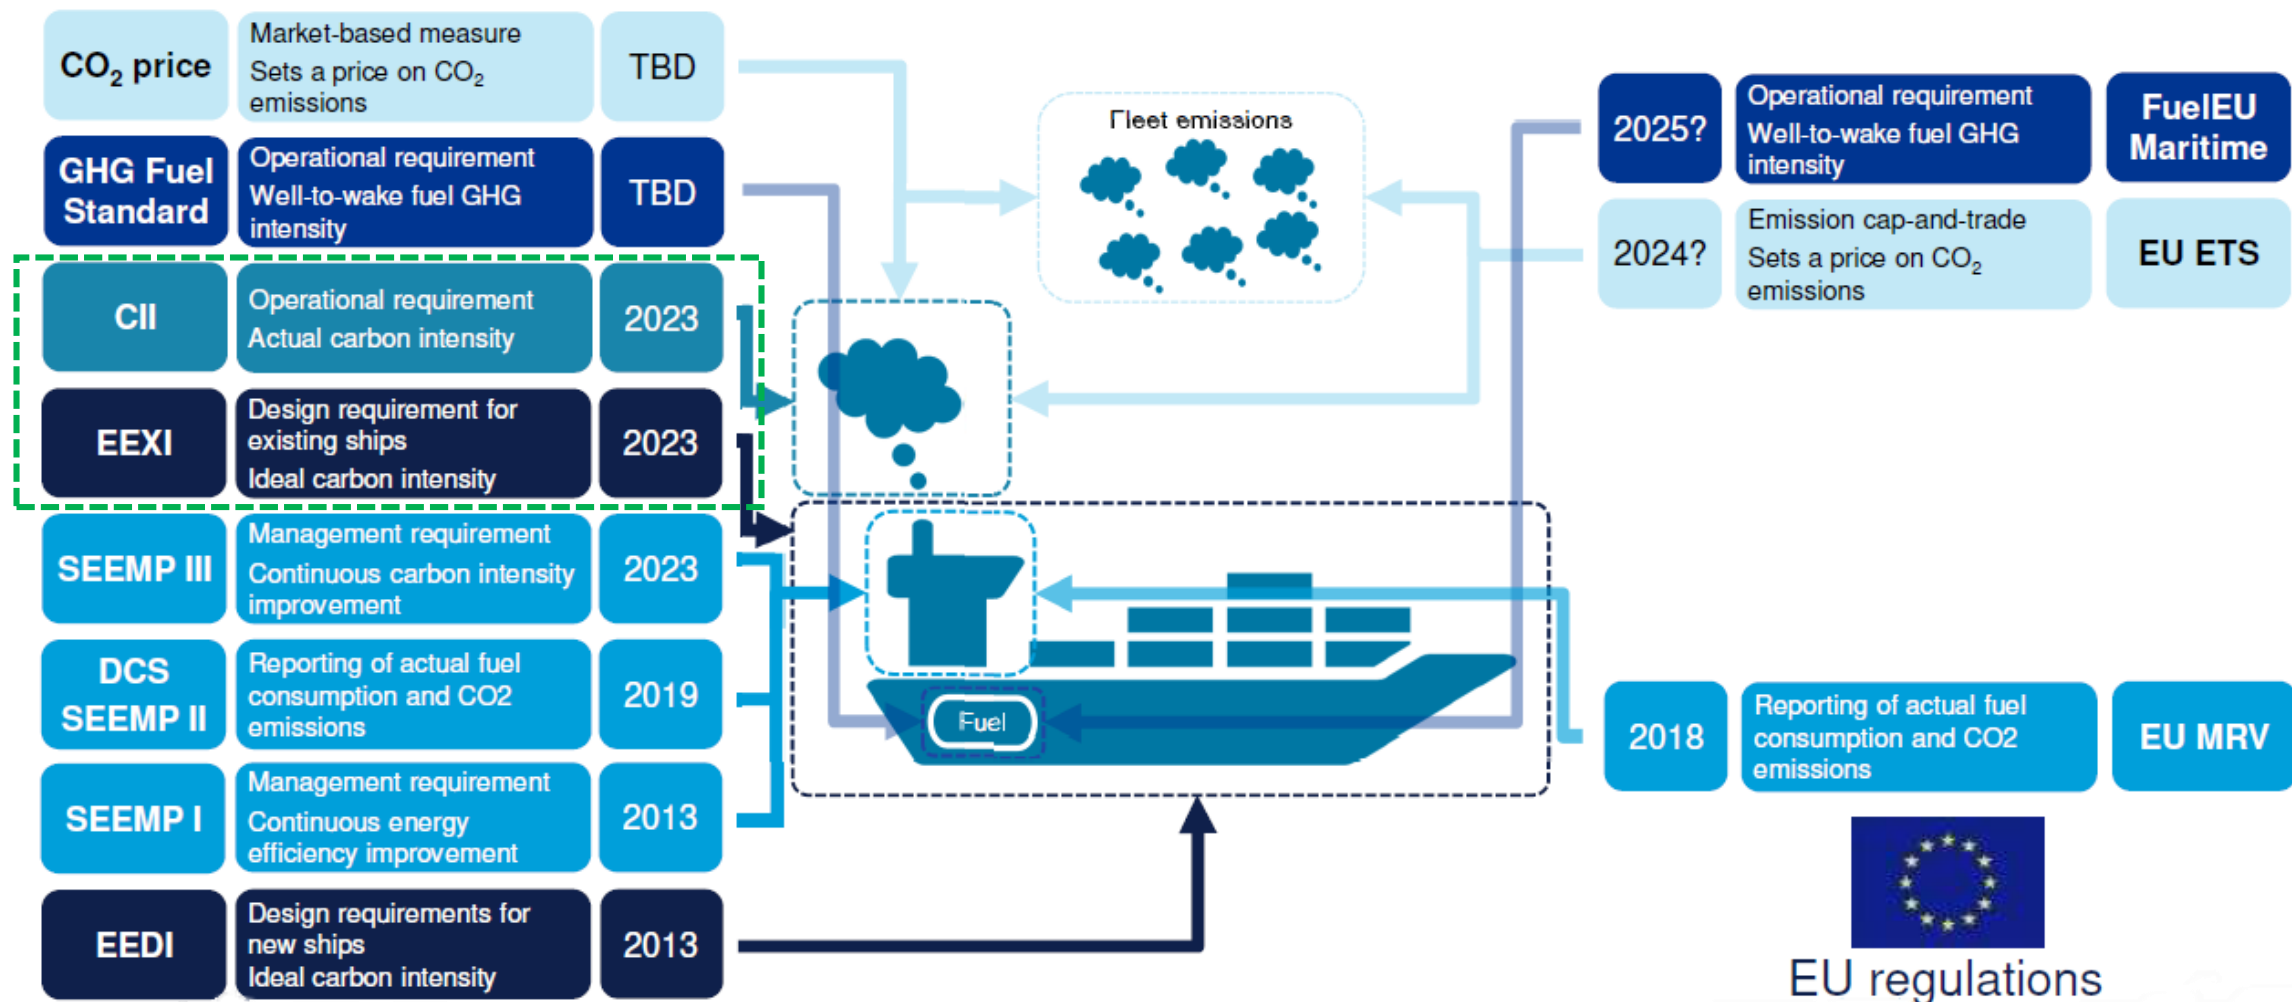 CO₂ price
Market-based measure
Sets a price on CO₂
emissions
TBD
GHG Fuel
Standard
Operational requirement
Well-to-wake fuel GHG
intensity
TBD
CII
Operational requirement
Actual carbon intensity
2023
EEXI
Design requirement for
existing ships
Ideal carbon intensity
2023
SEEMP III
Management requirement
Continuous carbon intensity
improvement
2023
DCS
SEEMP II
Reporting of actual fuel
consumption and CO2
emissions
2019
SEEMP I
Management requirement
Continuous energy
efficiency improvement
2013
EEDI
Design requirements for
new ships
Ideal carbon intensity
2013
Fleet emissions
Fuel
2025?
Operational requirement
Well-to-wake fuel GHG
intensity
FuelEU
Maritime
2024?
Emission cap-and-trade
Sets a price on CO₂
emissions
EU ETS
2018
Reporting of actual fuel
consumption and CO2
emissions
EU MRV
EU regulations